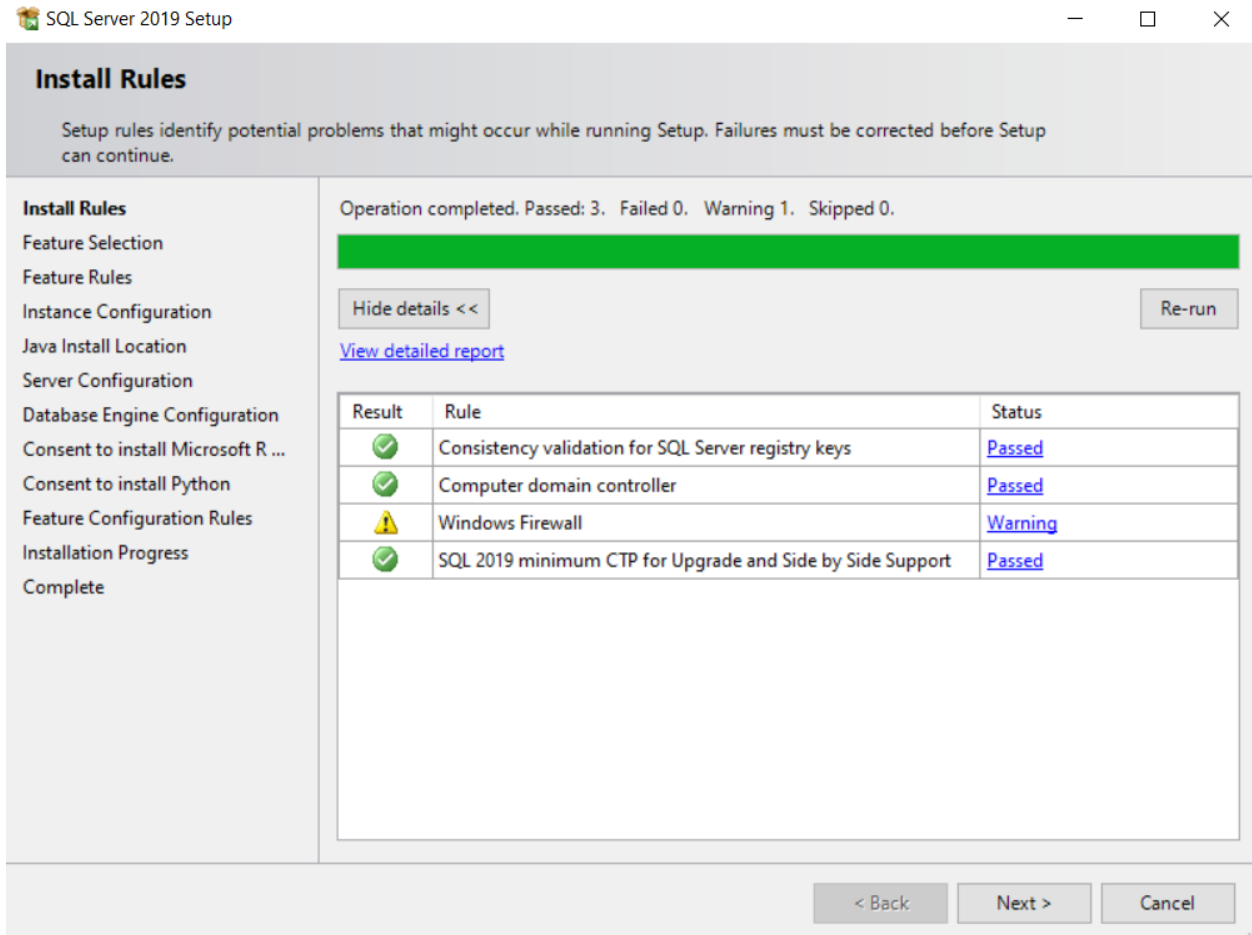 SQL Server 2019 Setup
Install Rules
Setup rules identify potential problems that might occur while running Setup. Failures must be corrected before Setup
can continue.
Install Rules
Feature Selection
Feature Rules
Instance Configuration
Java Install Location
Server Configuration
Database Engine Configuration
Consent to install Microsoft R ...
Consent to install Python
Feature Configuration Rules
Installation Progress
Complete
Operation completed. Passed: 3. Failed 0. Warning 1. Skipped 0.
Hide details <<
Re-run
View detailed report
Result Rule Status
Consistency validation for SQL Server registry keys Passed
Computer domain controller Passed
Windows Firewall Warning
SQL 2019 minimum CTP for Upgrade and Side by Side Support Passed
< Back Next > Cancel